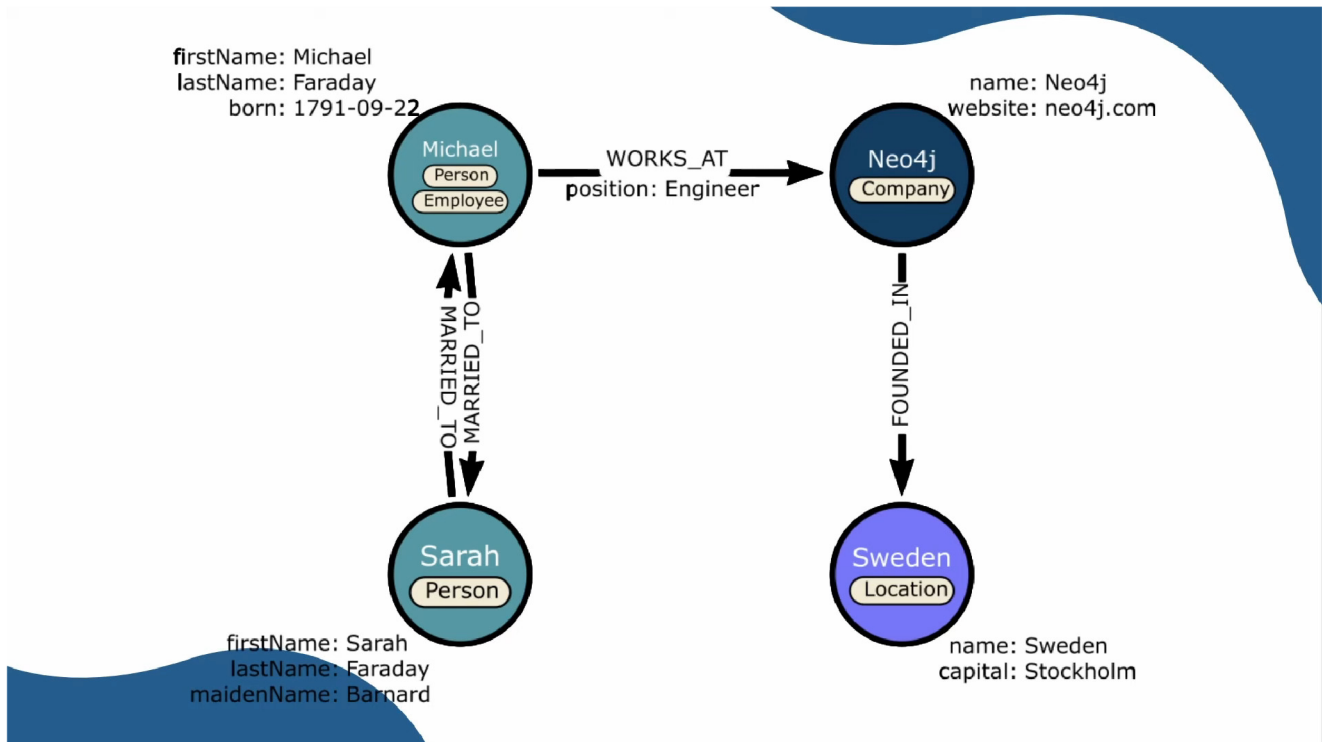 firstName: Michael
lastName: Faraday
born: 1791-09-22
Michael
Person
Employee
WORKS_AT
position: Engineer
name: Neo4j
website: neo4j.com
Neo4j
Company
MARRIED_TO
MARRIED_TO
FOUNDED_IN
Sarah
Person
firstName: Sarah
lastName: Faraday
maidenName: Barnard
Sweden
Location
name: Sweden
capital: Stockholm